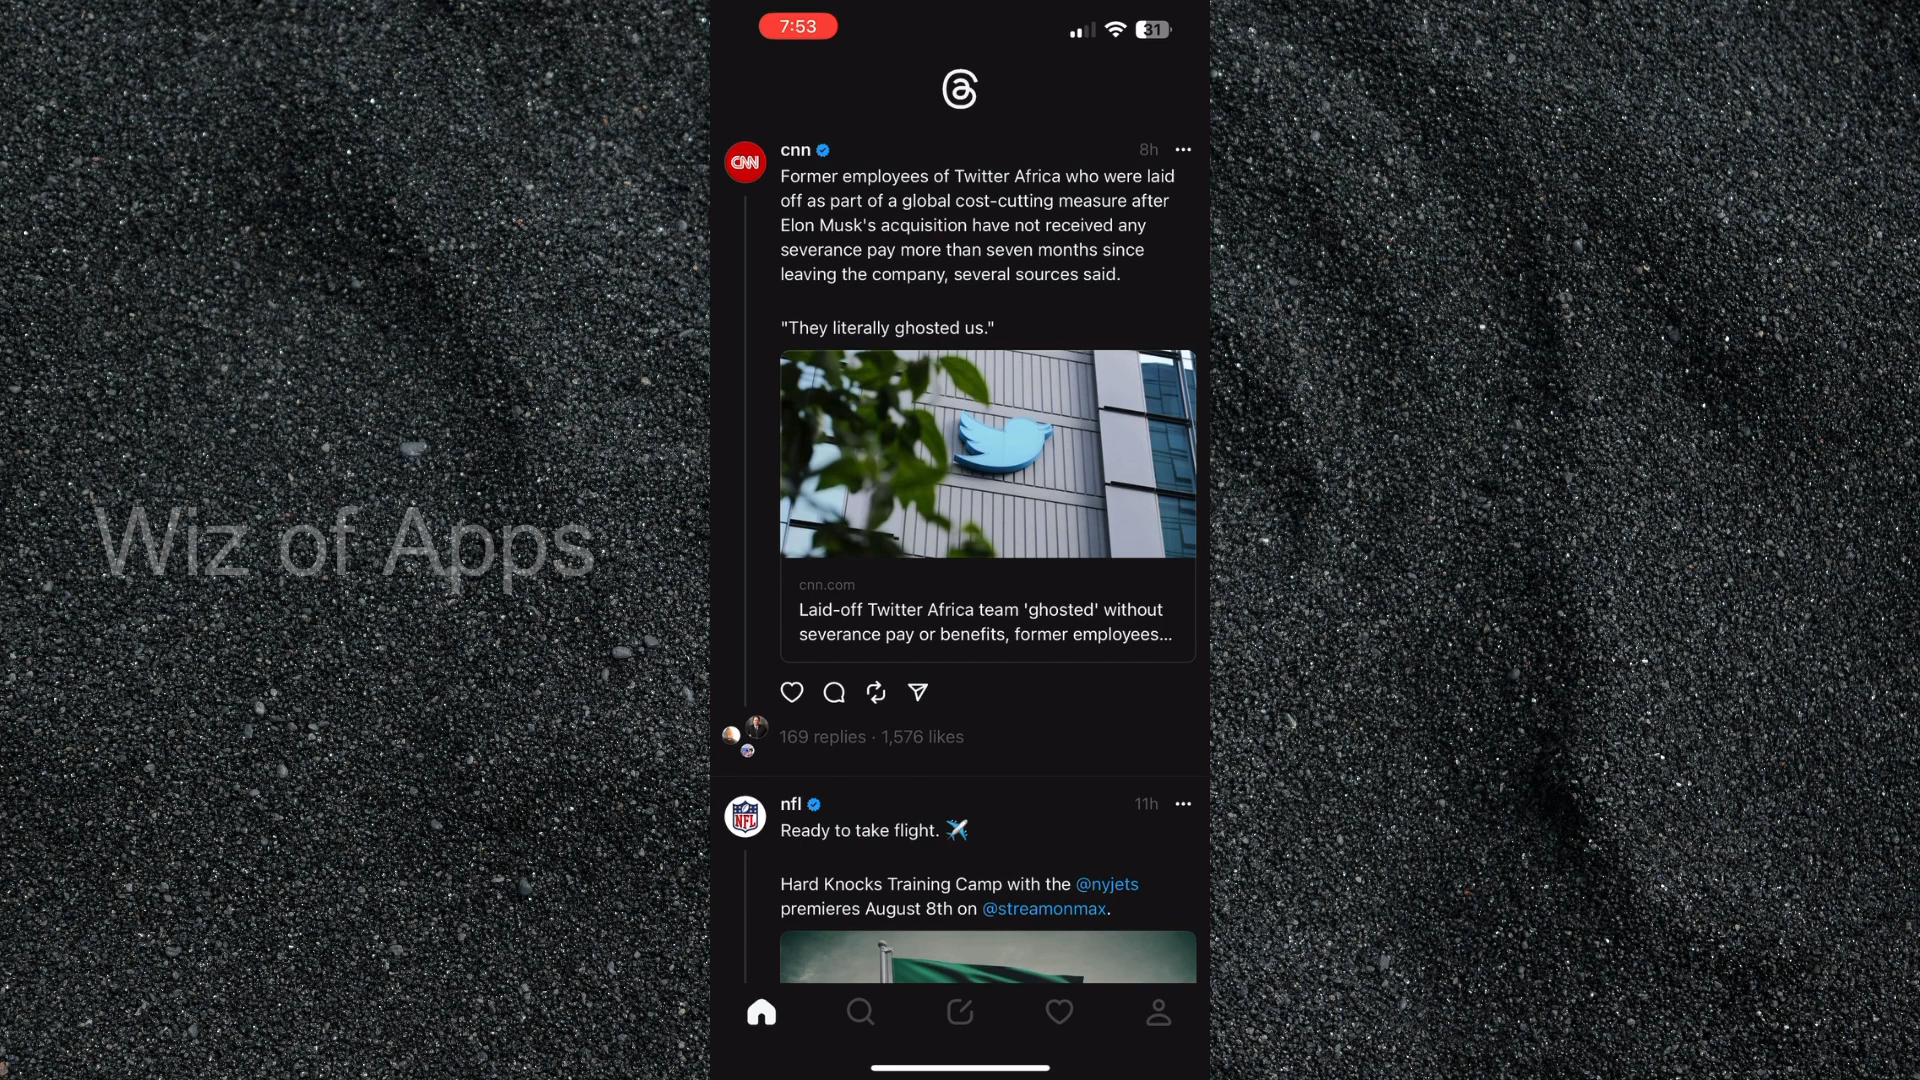 7:53
31
cnn
8h
Former employees of Twitter Africa who were laid
off as part of a global cost-cutting measure after
Elon Musk's acquisition have not received any
severance pay more than seven months since
leaving the company, several sources said.
"They literally ghosted us."
cnn.com
Laid-off Twitter Africa team 'ghosted' without
severance pay or benefits, former employees...
169 replies · 1,576 likes
nfl
11h
Ready to take flight. ✈️
Hard Knocks Training Camp with the @nyjets
premieres August 8th on @streamonmax.
CNN
NFL
Wiz of Apps